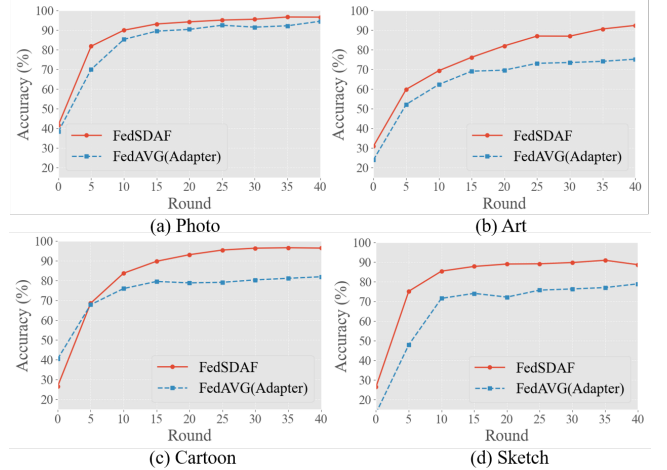 100
90
80
70
60
50
40
30
20
Accuracy (%)
FedSDAF
FedAVG(Adapter)
0 5 10 15 20 25 30 35 40
Round
(a) Photo
100
90
80
70
60
50
40
30
20
Accuracy (%)
FedSDAF
FedAVG(Adapter)
0 5 10 15 20 25 30 35 40
Round
(b) Art
100
90
80
70
60
50
40
30
20
Accuracy (%)
FedSDAF
FedAVG(Adapter)
0 5 10 15 20 25 30 35 40
Round
(c) Cartoon
100
90
80
70
60
50
40
30
20
Accuracy (%)
FedSDAF
FedAVG(Adapter)
0 5 10 15 20 25 30 35 40
Round
(d) Sketch